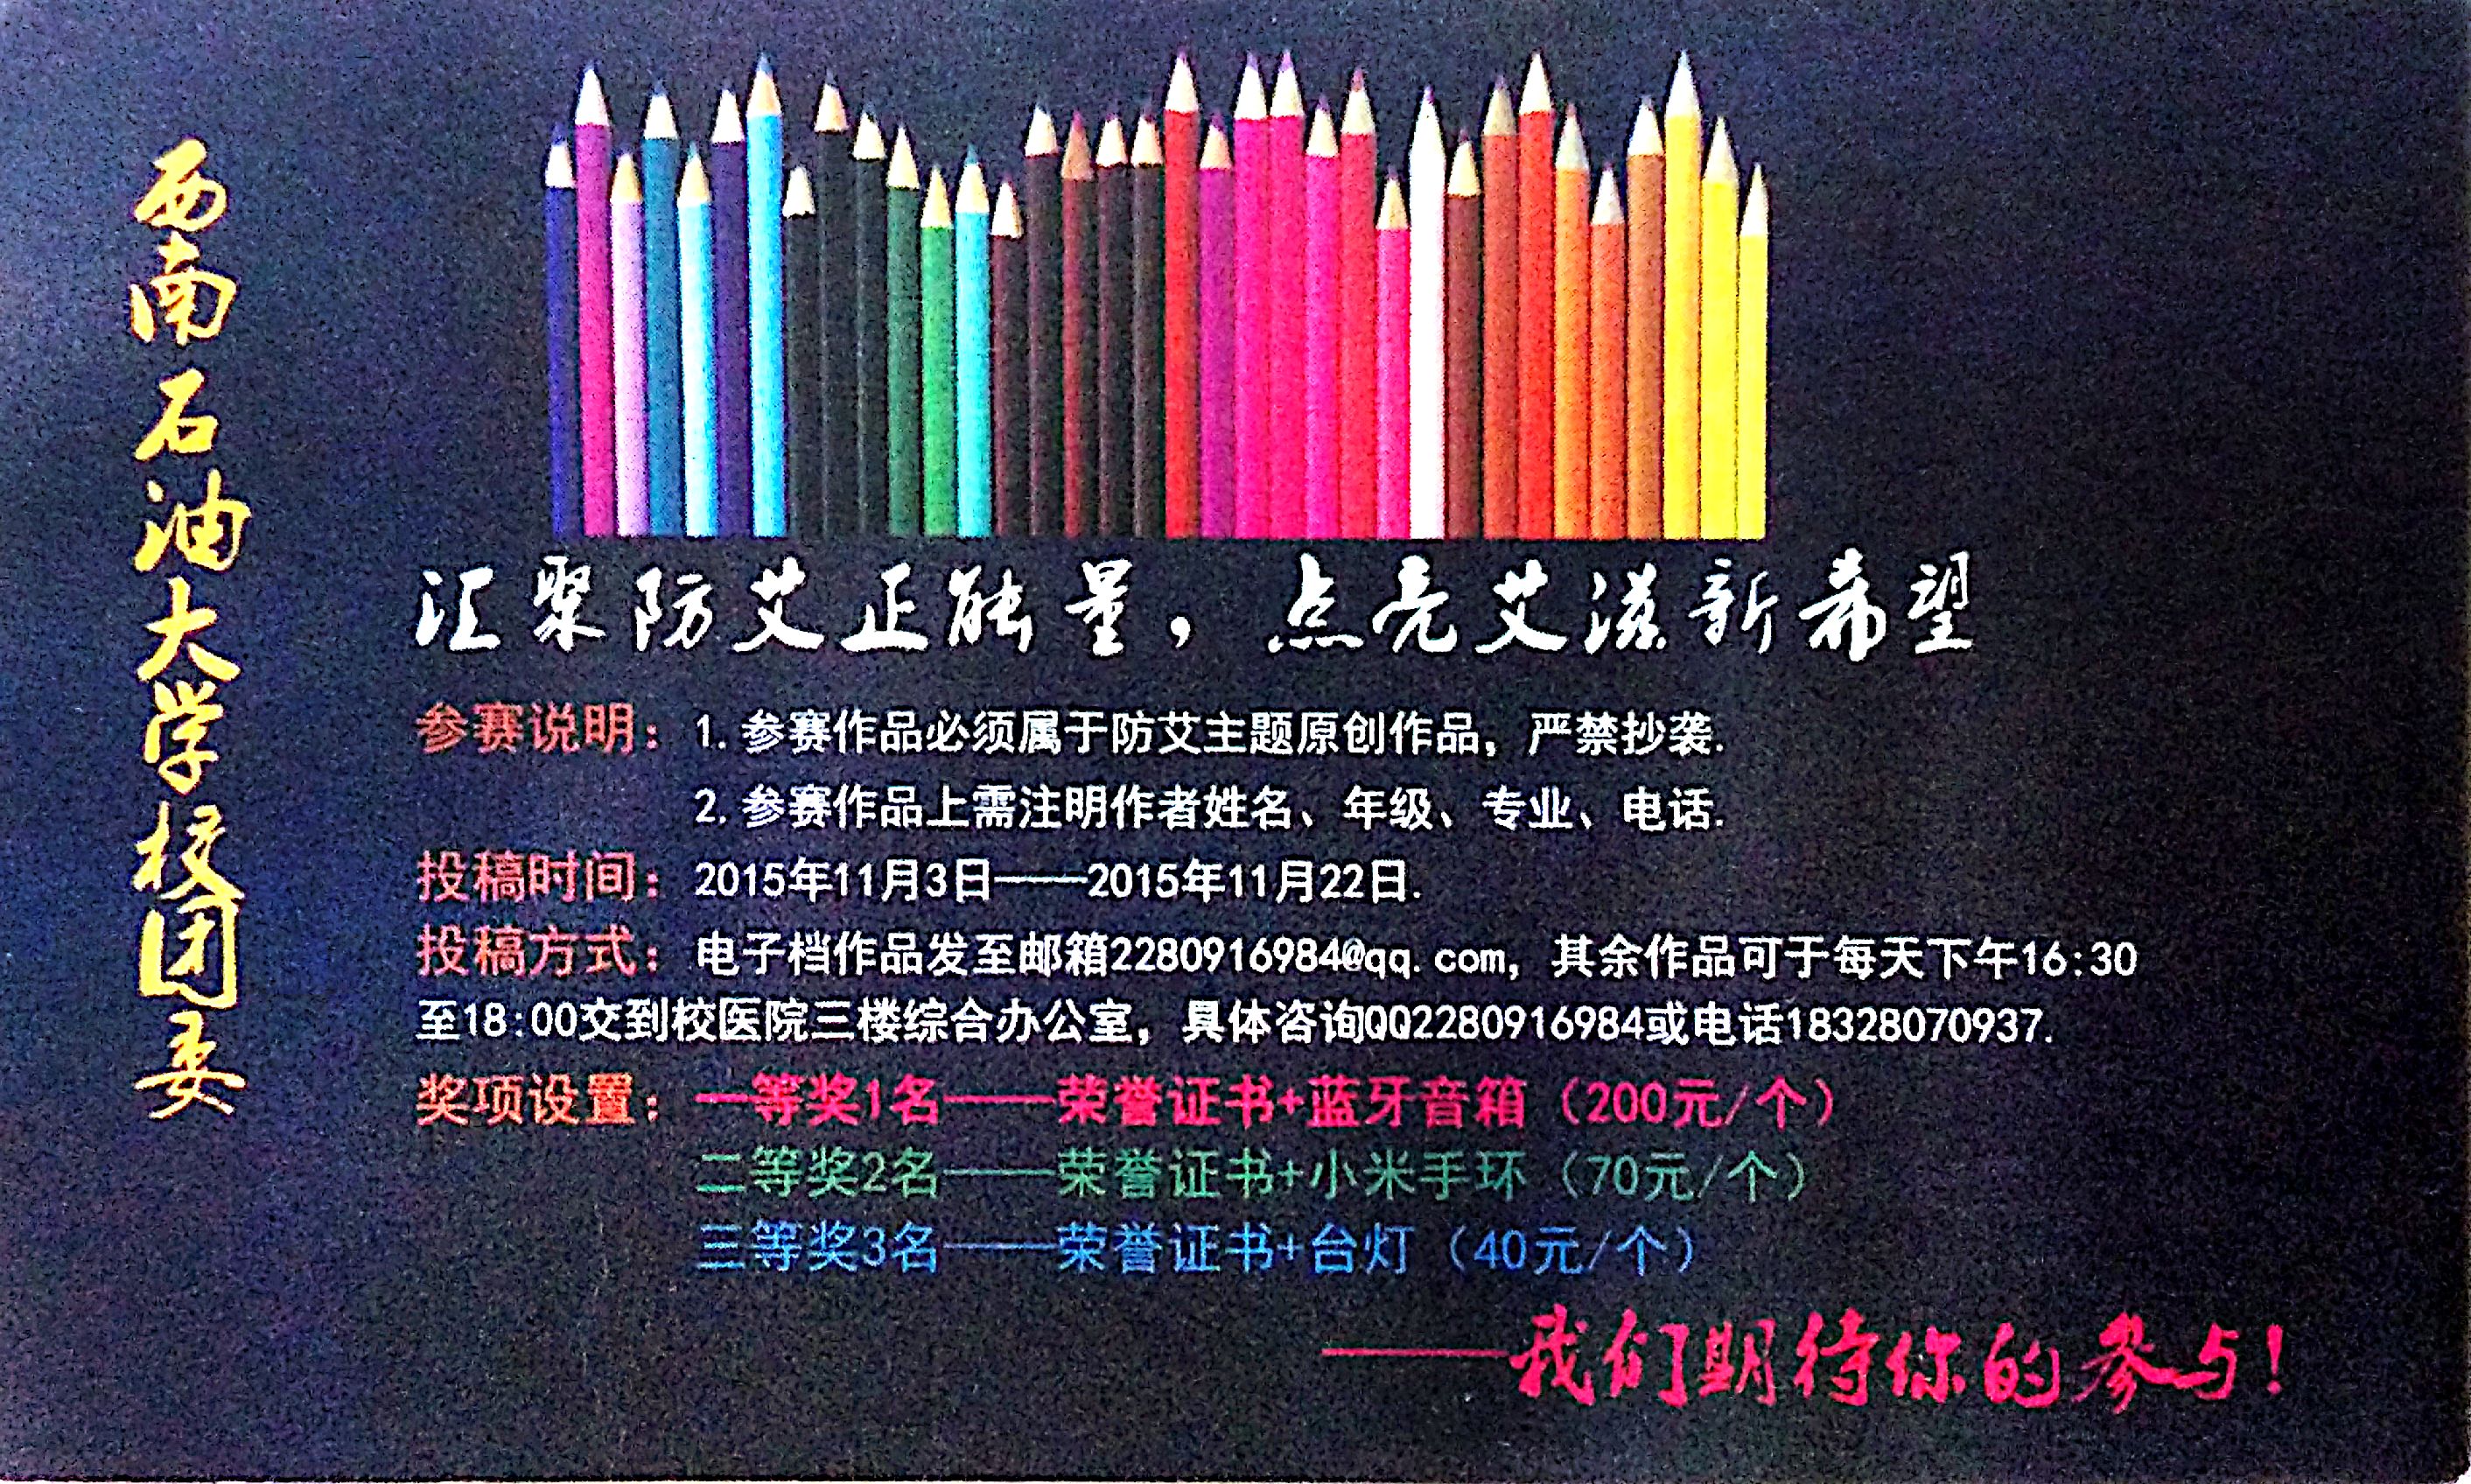 西南石油大学校团委
汇聚防艾正能量，点亮艾滋新希望
参赛说明：1.参赛作品必须属于防艾主题原创作品，严禁抄袭.
2.参赛作品上需注明作者姓名、年级、专业、电话.
投稿时间：2015年11月3日——2015年11月22日.
投稿方式：电子档作品发至邮箱2280916984@qq.com，其余作品可于每天下午16:30
至18:00交到校医院三楼综合办公室，具体咨询QQ2280916984或电话18328070937.
奖项设置：一等奖1名——荣誉证书+蓝牙音箱（200元/个）
二等奖2名——荣誉证书+小米手环（70元/个）
三等奖3名——荣誉证书+台灯（40元/个）
——我们期待你的参与！